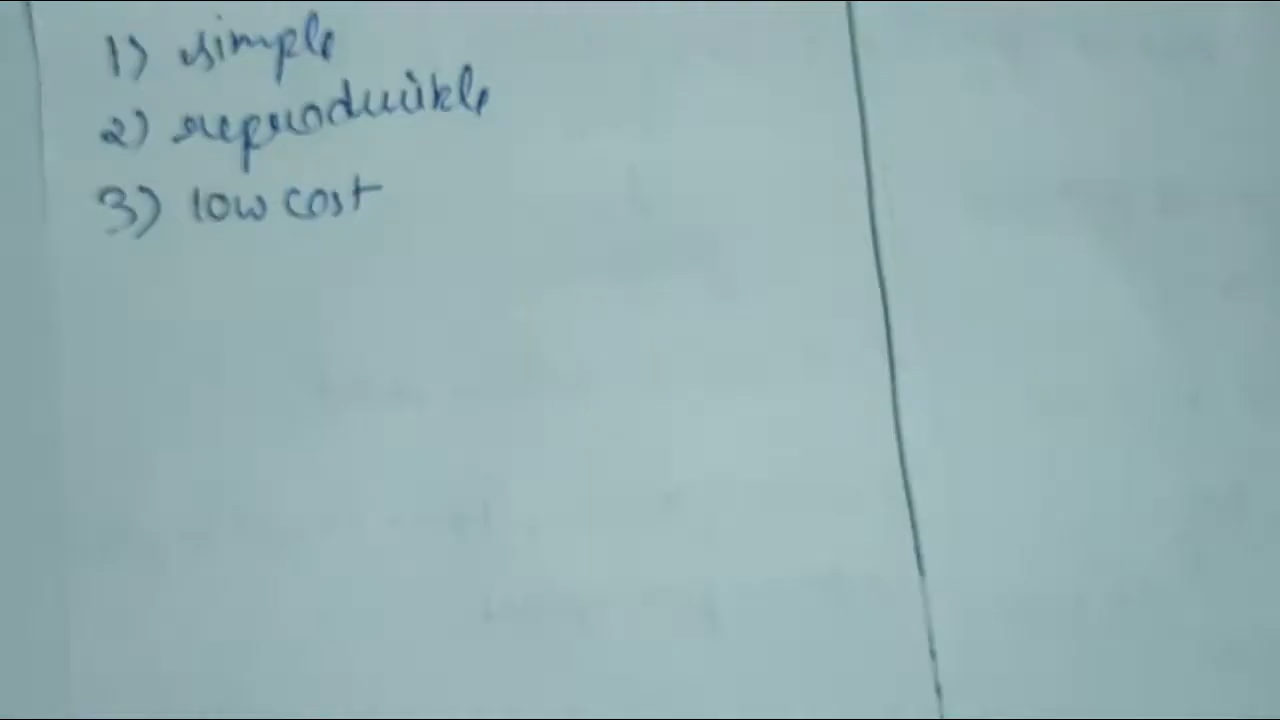 1) simple
2) reproducible
3) low cost